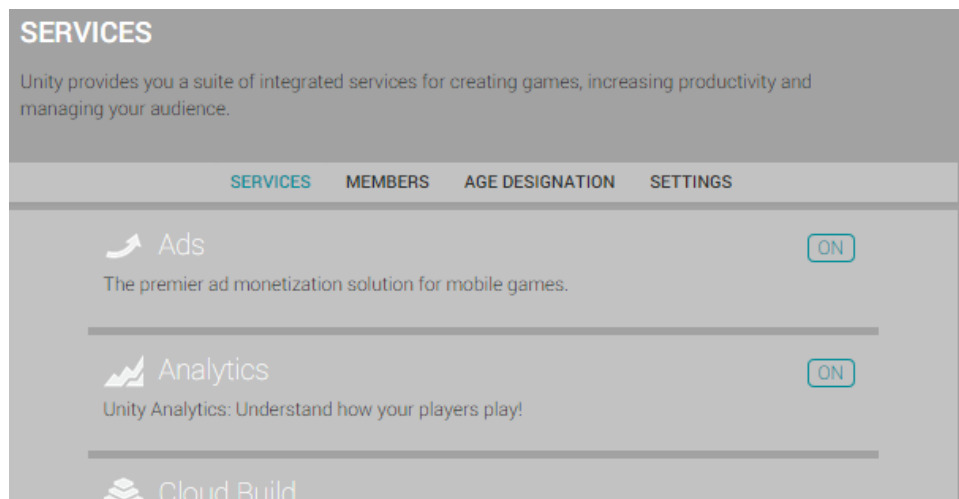 SERVICES
Unity provides you a suite of integrated services for creating games, increasing productivity and
managing your audience.
SERVICES MEMBERS AGE DESIGNATION SETTINGS
Ads ON
The premier ad monetization solution for mobile games.
Analytics ON
Unity Analytics: Understand how your players play!
Cloud Build